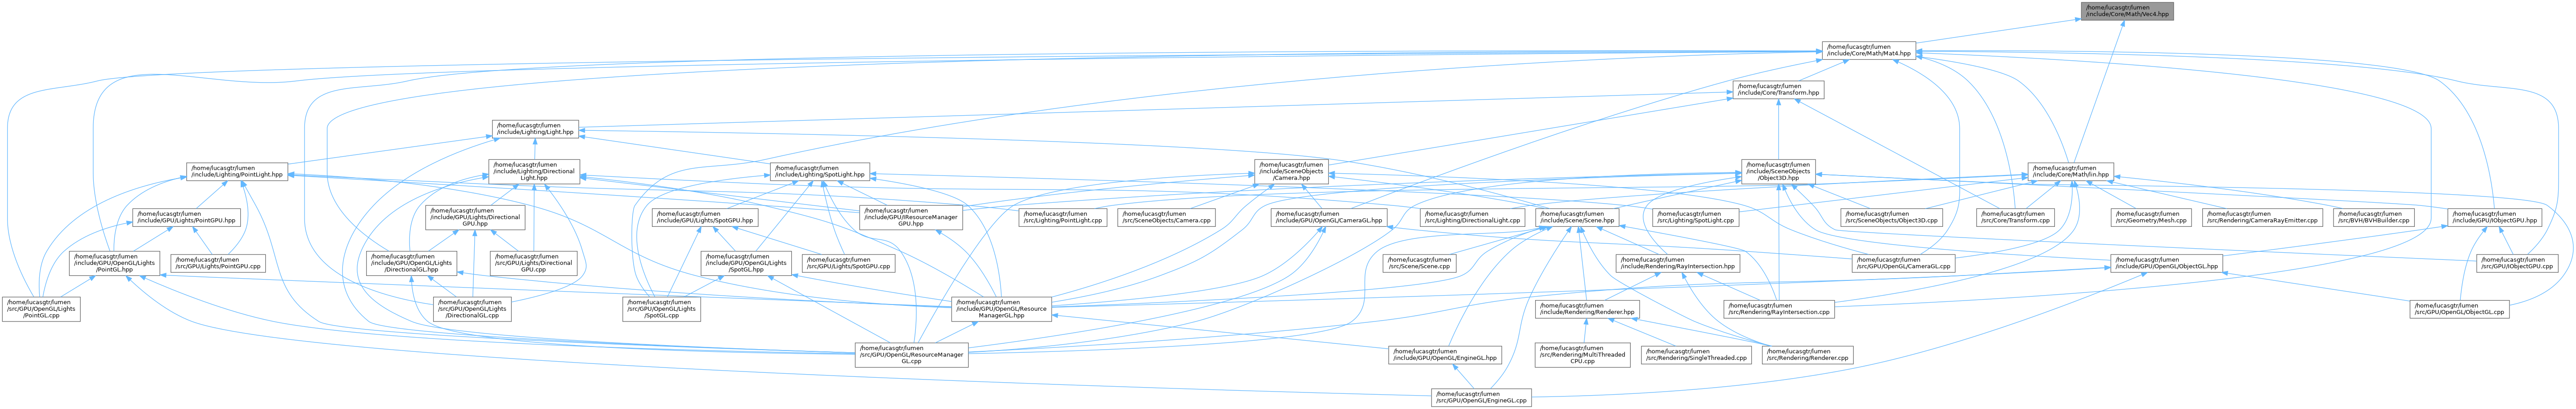 /home/lucasgtr/lumen
/include/Core/Math/Vec4.hpp
/home/lucasgtr/lumen
/include/Core/Math/Mat4.hpp
/home/lucasgtr/lumen
/include/Core/Transform.hpp
/home/lucasgtr/lumen
/include/Lighting/Light.hpp
/home/lucasgtr/lumen
/include/Lighting/PointLight.hpp
/home/lucasgtr/lumen
/include/Lighting/Directional
Light.hpp
/home/lucasgtr/lumen
/include/Lighting/SpotLight.hpp
/home/lucasgtr/lumen
/include/SceneObjects
/Camera.hpp
/home/lucasgtr/lumen
/include/SceneObjects
/Object3D.hpp
/home/lucasgtr/lumen
/include/Core/Math/lin.hpp
/home/lucasgtr/lumen
/include/GPU/Lights/PointGPU.hpp
/home/lucasgtr/lumen
/include/GPU/Lights/Directional
GPU.hpp
/home/lucasgtr/lumen
/include/GPU/Lights/SpotGPU.hpp
/home/lucasgtr/lumen
/include/GPU/ResourceManager
GPU.hpp
/home/lucasgtr/lumen
/src/Lighting/PointLight.cpp
/home/lucasgtr/lumen
/src/SceneObjects/Camera.cpp
/home/lucasgtr/lumen
/include/GPU/OpenGL/CameraGL.hpp
/home/lucasgtr/lumen
/src/Lighting/DirectionalLight.cpp
/home/lucasgtr/lumen
/include/Scene/Scene.hpp
/home/lucasgtr/lumen
/src/Lighting/SpotLight.cpp
/home/lucasgtr/lumen
/src/SceneObjects/Object3D.cpp
/home/lucasgtr/lumen
/src/Core/Transform.cpp
/home/lucasgtr/lumen
/src/Geometry/Mesh.cpp
/home/lucasgtr/lumen
/src/Rendering/CameraRayEmitter.cpp
/home/lucasgtr/lumen
/src/BVH/BVHBuilder.cpp
/home/lucasgtr/lumen
/include/GPU/IObjectGPU.hpp
/home/lucasgtr/lumen
/include/GPU/OpenGL/Lights
/PointGL.hpp
/home/lucasgtr/lumen
/src/GPU/Lights/PointGPU.cpp
/home/lucasgtr/lumen
/include/GPU/OpenGL/Lights
/DirectionalGL.hpp
/home/lucasgtr/lumen
/src/GPU/Lights/Directional
GPU.cpp
/home/lucasgtr/lumen
/include/GPU/OpenGL/Lights
/SpotGL.hpp
/home/lucasgtr/lumen
/src/GPU/Lights/SpotGPU.cpp
/home/lucasgtr/lumen
/src/Scene/Scene.cpp
/home/lucasgtr/lumen
/include/Rendering/RayIntersection.hpp
/home/lucasgtr/lumen
/src/GPU/OpenGL/CameraGL.cpp
/home/lucasgtr/lumen
/include/GPU/OpenGL/ObjectGL.hpp
/home/lucasgtr/lumen
/src/GPU/IObjectGPU.cpp
/home/lucasgtr/lumen
/src/GPU/OpenGL/Lights
/PointGL.cpp
/home/lucasgtr/lumen
/src/GPU/OpenGL/Lights
/DirectionalGL.cpp
/home/lucasgtr/lumen
/src/GPU/OpenGL/Lights
/SpotGL.cpp
/home/lucasgtr/lumen
/include/GPU/OpenGL/Resource
ManagerGL.hpp
/home/lucasgtr/lumen
/include/Rendering/Renderer.hpp
/home/lucasgtr/lumen
/src/Rendering/RayIntersection.cpp
/home/lucasgtr/lumen
/src/GPU/OpenGL/ObjectGL.cpp
/home/lucasgtr/lumen
/src/GPU/OpenGL/ResourceManager
GL.cpp
/home/lucasgtr/lumen
/include/GPU/OpenGL/EngineGL.hpp
/home/lucasgtr/lumen
/src/Rendering/MultiThreaded
CPU.cpp
/home/lucasgtr/lumen
/src/Rendering/SingleThreaded.cpp
/home/lucasgtr/lumen
/src/Rendering/Renderer.cpp
/home/lucasgtr/lumen
/src/GPU/OpenGL/EngineGL.cpp